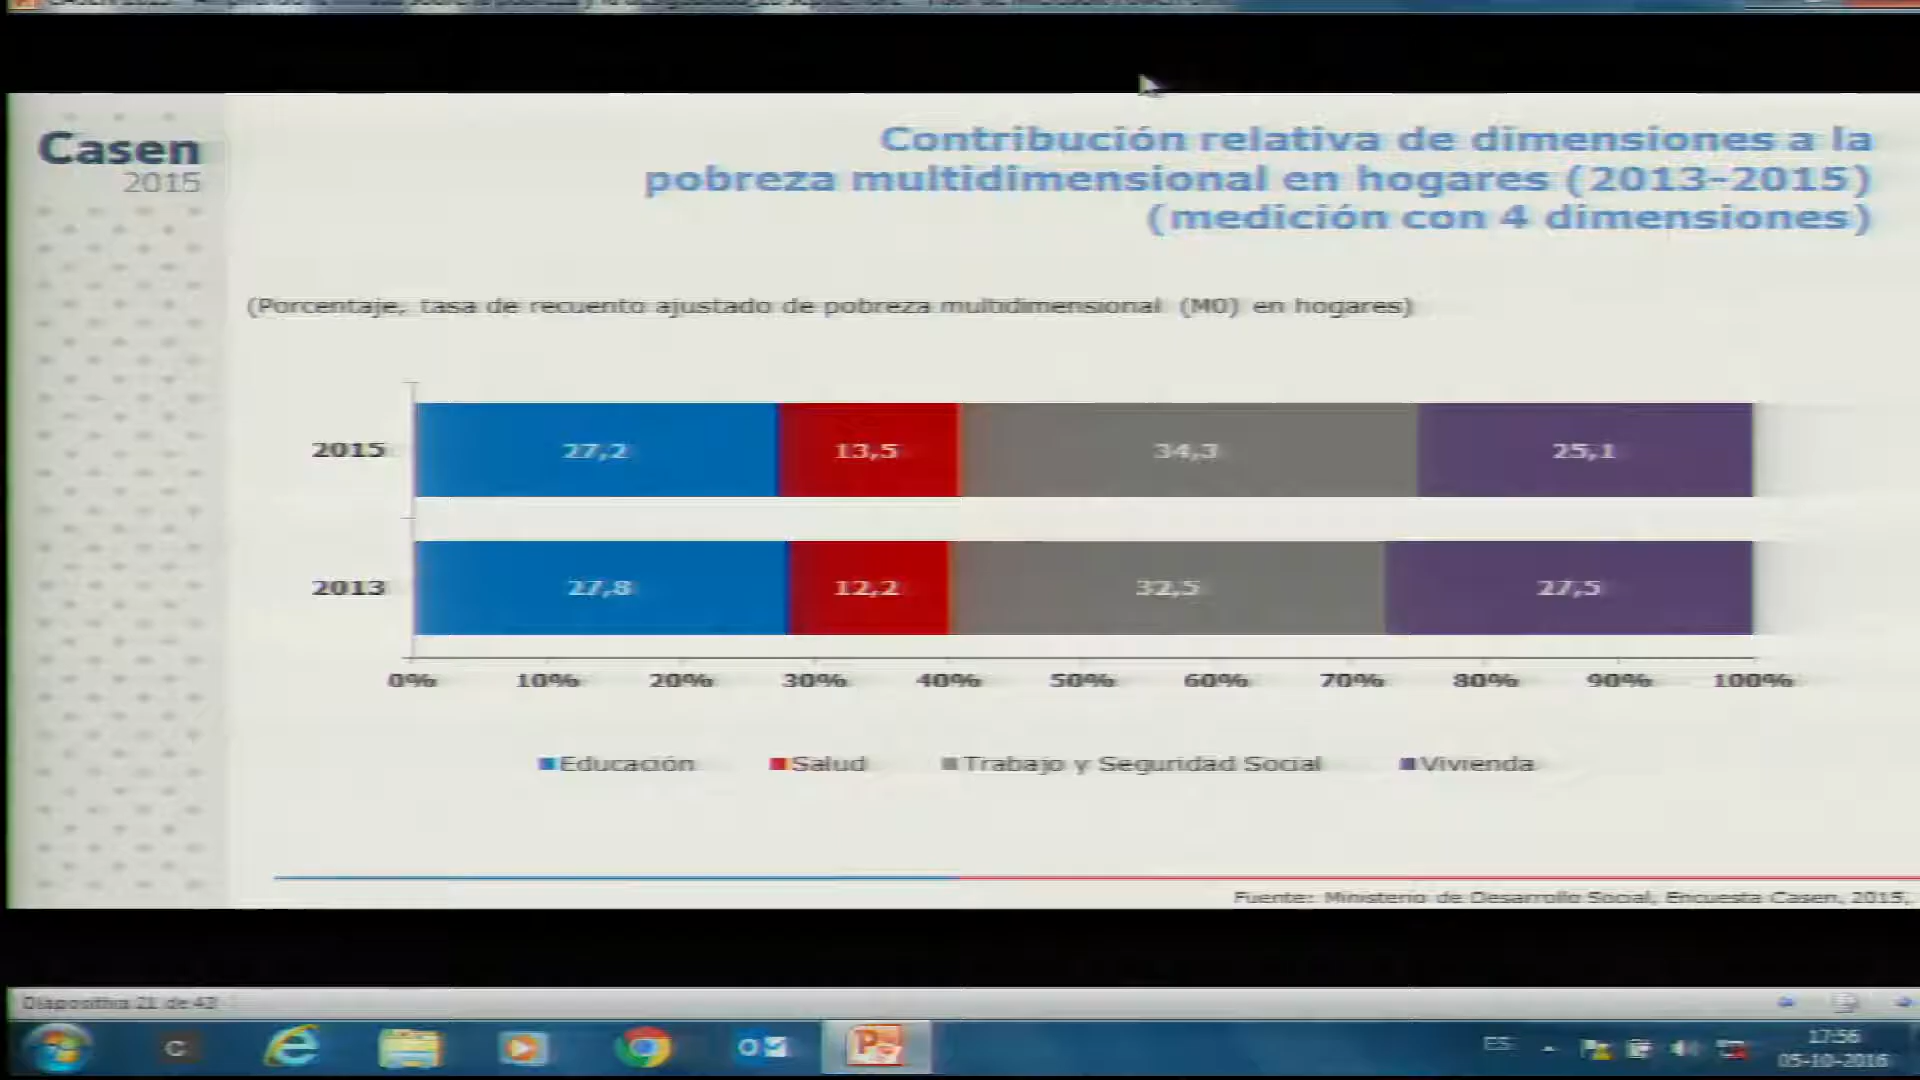 Casen
2015
Contribución relativa de dimensiones a la
pobreza multidimensional en hogares (2013-2015)
(medición con 4 dimensiones)
(Porcentaje, tasa de recuento ajustado de pobreza multidimensional (M0) en hogares)
2015 27,2 13,5 34,3 25,1
2013 27,8 12,2 32,5 27,5
0% 10% 20% 30% 40% 50% 60% 70% 80% 90% 100%
Educación Salud Trabajo y Seguridad Social Vivienda
Fuente: Ministerio de Desarrollo Social, Encuesta Casen, 2015,
Diapositiva 21 de 43
ES 17:56
05-10-2016